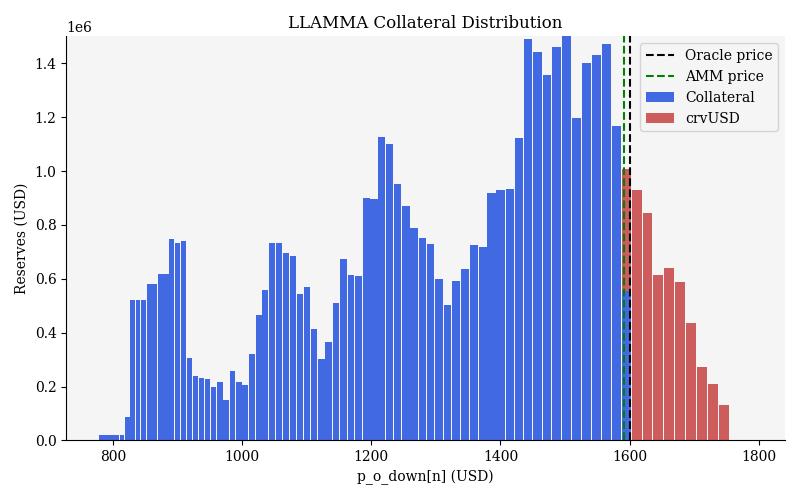 LLAMMA Collateral Distribution
1e6
1.4
1.2
1.0
0.8
0.6
0.4
0.2
0.0
Reserves (USD)
Oracle price
AMM price
Collateral
crvUSD
800
1000
1200
1400
1600
1800
p_o_down[n] (USD)